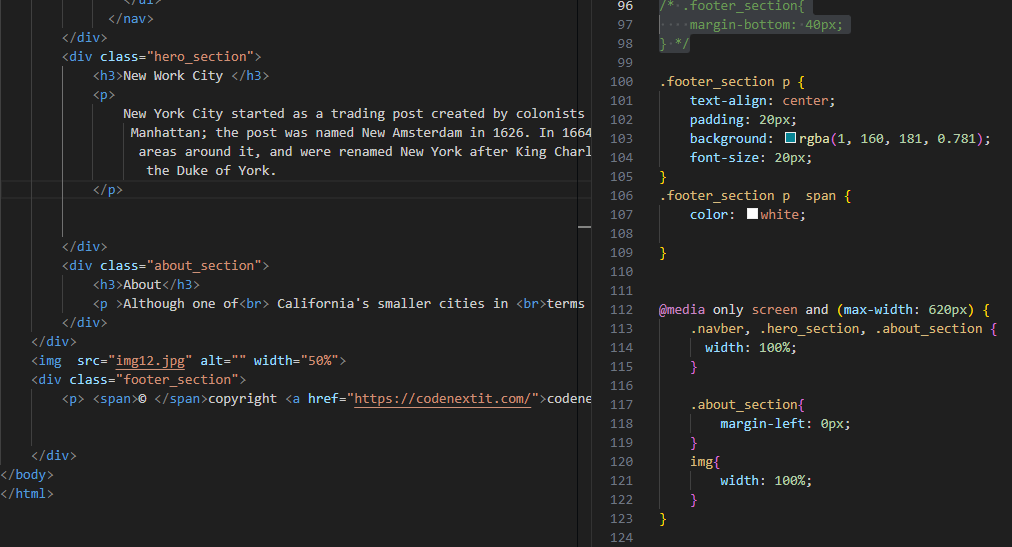 </ul>
</nav>
</div>
<div class="hero_section">
<h3>New Work City </h3>
<p>
New York City started as a trading post created by colonists
Manhattan; the post was named New Amsterdam in 1626. In 1664
areas around it, and were renamed New York after King Charl
the Duke of York.
</p>
</div>
<div class="about_section">
<h3>About</h3>
<p >Although one of<br> California's smaller cities in <br>terms
</div>
</div>
<img  src="img12.jpg" alt="" width="50%">
<div class="footer_section">
<p> <span>© </span>copyright <a href="https://codenextit.com/">codene
</div>
</body>
</html>
96 /* .footer_section{
97 margin-bottom: 40px;
98 } */
99
100 .footer_section p {
101 text-align: center;
102 padding: 20px;
103 background: rgba(1, 160, 181, 0.781);
104 font-size: 20px;
105 }
106 .footer_section p  span {
107 color: white;
108
109 }
110
111
112 @media only screen and (max-width: 620px) {
113 .navber, .hero_section, .about_section {
114 width: 100%;
115 }
116
117 .about_section{
118 margin-left: 0px;
119 }
120 img{
121 width: 100%;
122 }
123 }
124